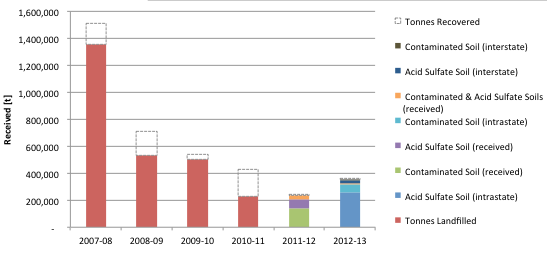 Received [t]
1,600,000
1,400,000
1,200,000
1,000,000
800,000
600,000
400,000
200,000
-
2007-08
2008-09
2009-10
2010-11
2011-12
2012-13
Tonnes Recovered
Contaminated Soil (interstate)
Acid Sulfate Soil (interstate)
Contaminated & Acid Sulfate Soils
(received)
Contaminated Soil (intrastate)
Acid Sulfate Soil (received)
Contaminated Soil (received)
Acid Sulfate Soil (intrastate)
Tonnes Landfilled